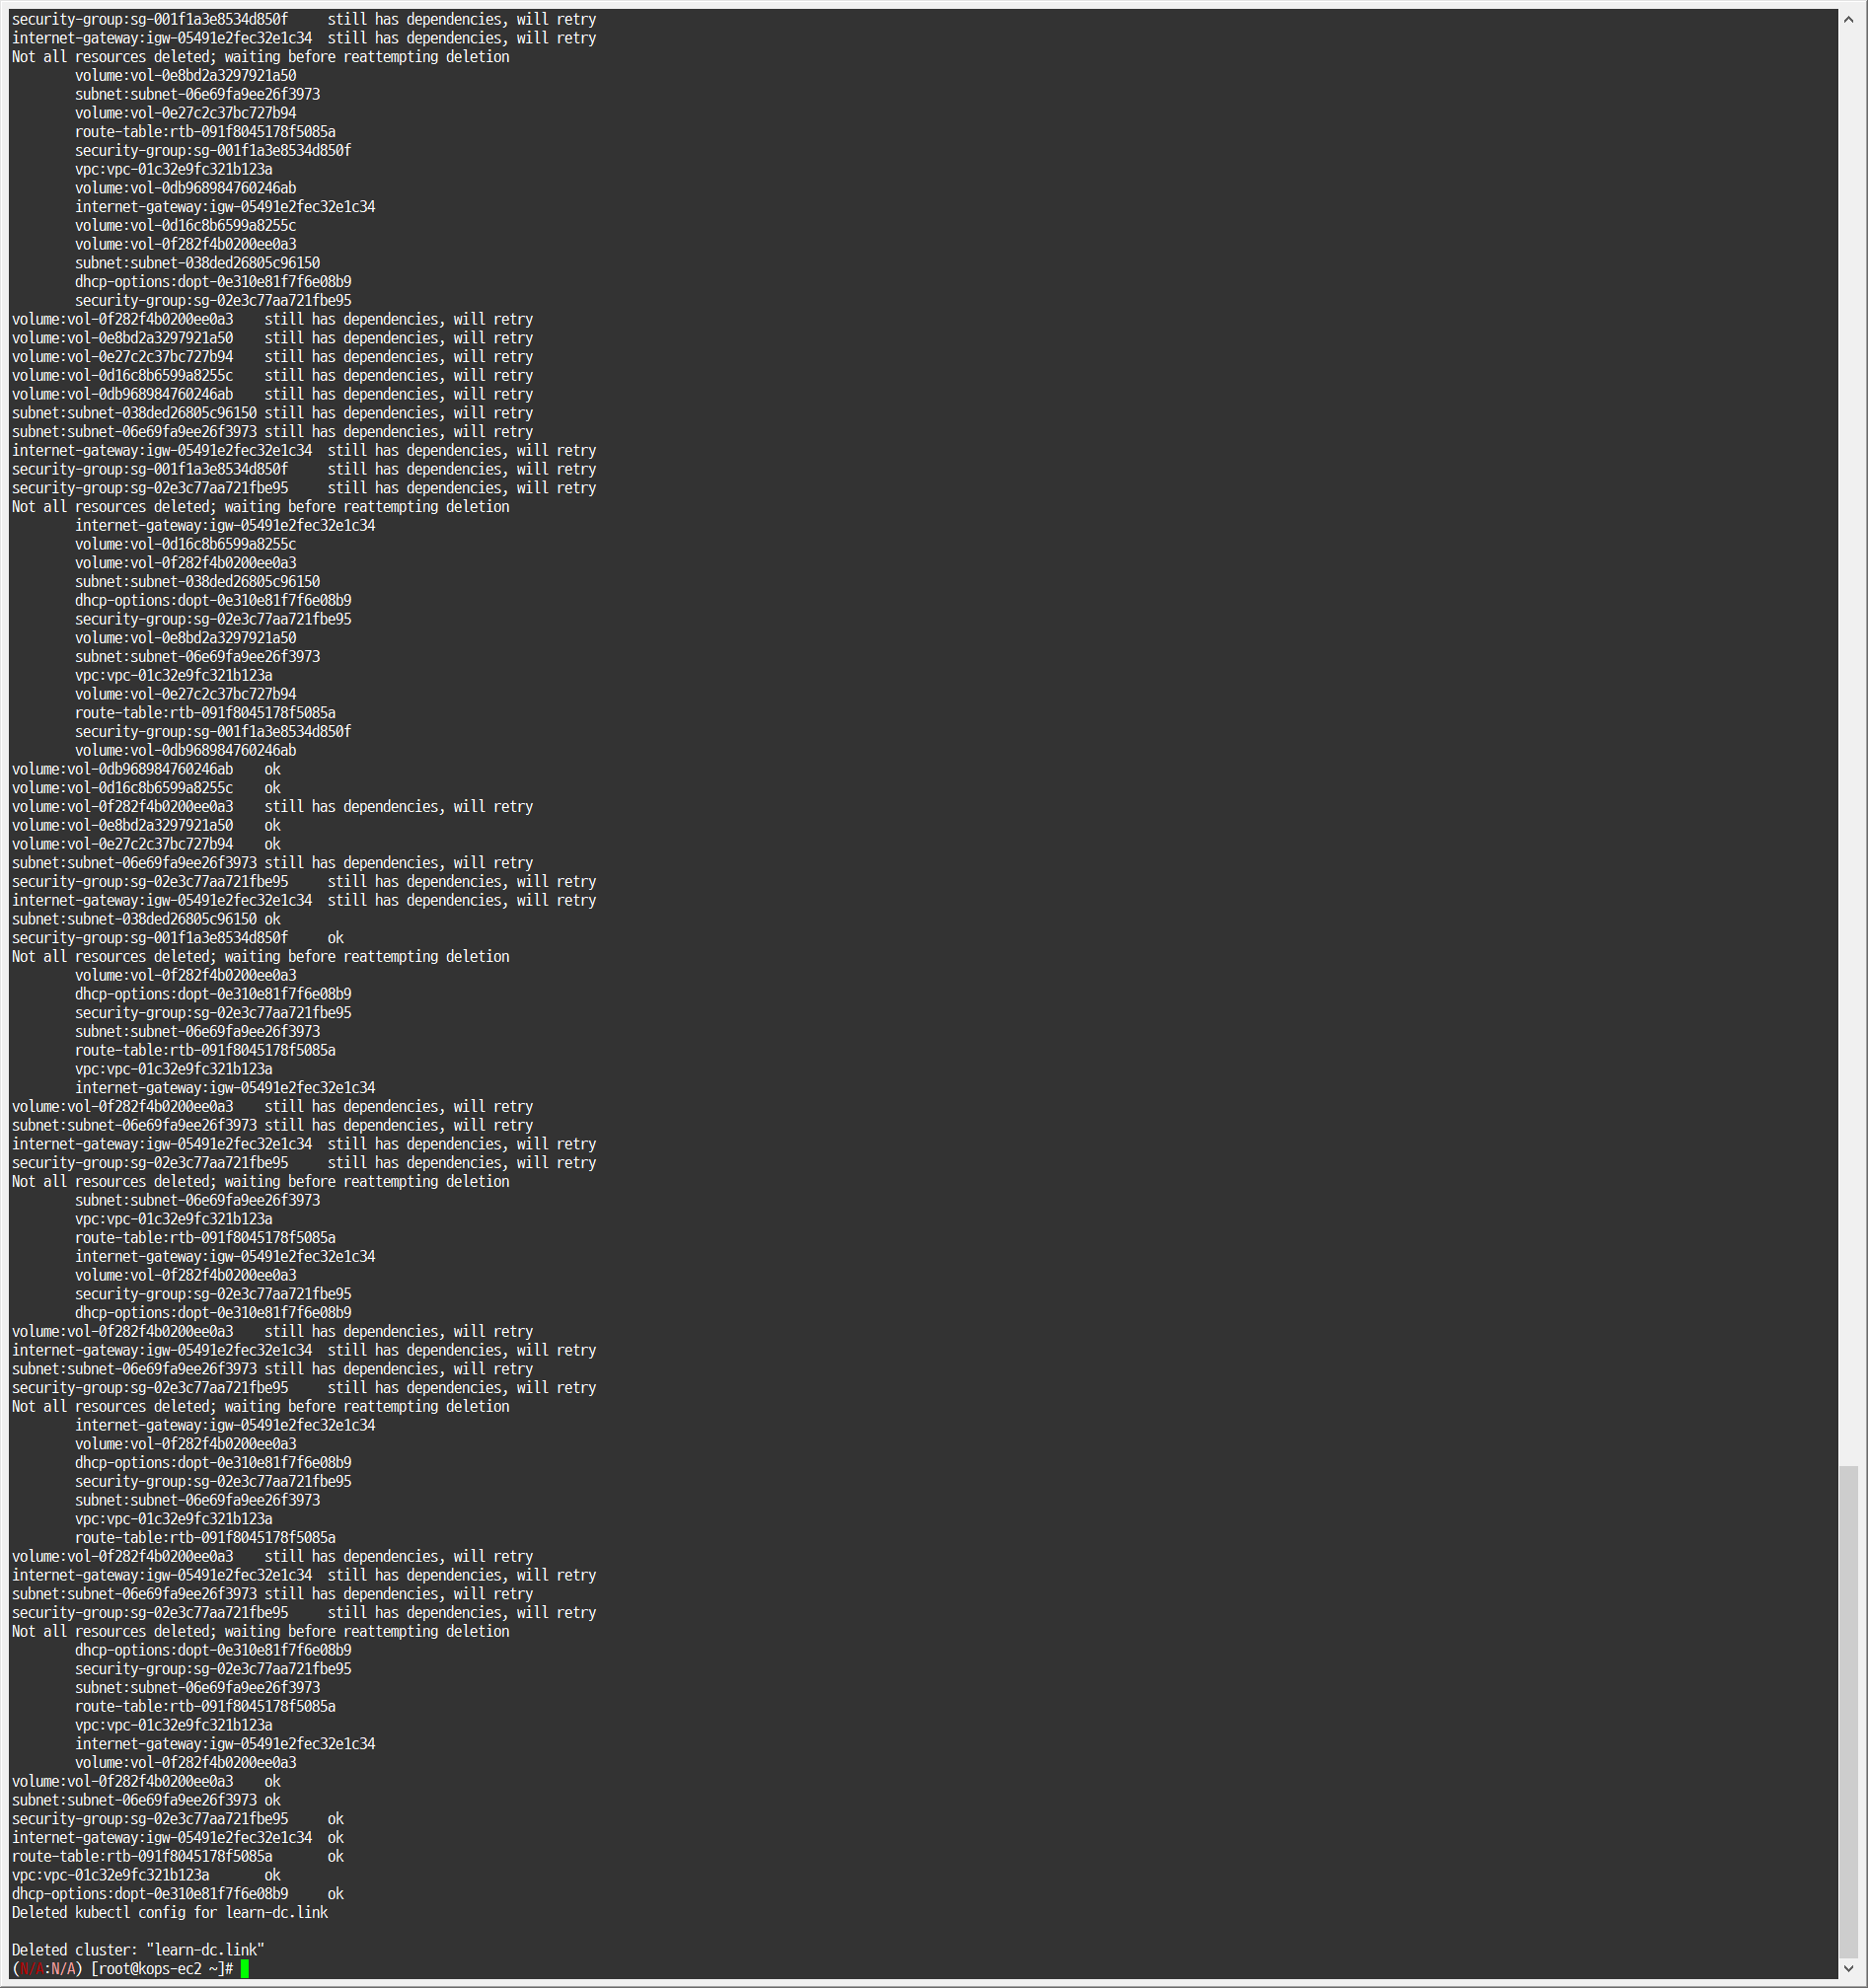 security-group:sg-001f1a3e8534d850f     still has dependencies, will retry
internet-gateway:igw-05491e2fec32e1c34  still has dependencies, will retry
Not all resources deleted; waiting before reattempting deletion
        volume:vol-0e8bd2a3297921a50
        subnet:subnet-06e69fa9ee26f3973
        volume:vol-0e27c2c37bc727b94
        route-table:rtb-091f8045178f5085a
        security-group:sg-001f1a3e8534d850f
        vpc:vpc-01c32e9fc321b123a
        volume:vol-0db968984760246ab
        internet-gateway:igw-05491e2fec32e1c34
        volume:vol-0d16c8b6599a8255c
        volume:vol-0f282f4b0200ee0a3
        subnet:subnet-038ded26805c96150
        dhcp-options:dopt-0e310e81f7f6e08b9
        security-group:sg-02e3c77aa721fbe95
volume:vol-0f282f4b0200ee0a3    still has dependencies, will retry
volume:vol-0e8bd2a3297921a50    still has dependencies, will retry
volume:vol-0e27c2c37bc727b94    still has dependencies, will retry
volume:vol-0d16c8b6599a8255c    still has dependencies, will retry
volume:vol-0db968984760246ab    still has dependencies, will retry
subnet:subnet-038ded26805c96150 still has dependencies, will retry
subnet:subnet-06e69fa9ee26f3973 still has dependencies, will retry
internet-gateway:igw-05491e2fec32e1c34  still has dependencies, will retry
security-group:sg-001f1a3e8534d850f     still has dependencies, will retry
security-group:sg-02e3c77aa721fbe95     still has dependencies, will retry
Not all resources deleted; waiting before reattempting deletion
        internet-gateway:igw-05491e2fec32e1c34
        volume:vol-0d16c8b6599a8255c
        volume:vol-0f282f4b0200ee0a3
        subnet:subnet-038ded26805c96150
        dhcp-options:dopt-0e310e81f7f6e08b9
        security-group:sg-02e3c77aa721fbe95
        volume:vol-0e8bd2a3297921a50
        subnet:subnet-06e69fa9ee26f3973
        vpc:vpc-01c32e9fc321b123a
        volume:vol-0e27c2c37bc727b94
        route-table:rtb-091f8045178f5085a
        security-group:sg-001f1a3e8534d850f
        volume:vol-0db968984760246ab
volume:vol-0db968984760246ab    ok
volume:vol-0d16c8b6599a8255c    ok
volume:vol-0f282f4b0200ee0a3    still has dependencies, will retry
volume:vol-0e8bd2a3297921a50    ok
volume:vol-0e27c2c37bc727b94    ok
subnet:subnet-06e69fa9ee26f3973 still has dependencies, will retry
security-group:sg-02e3c77aa721fbe95     still has dependencies, will retry
internet-gateway:igw-05491e2fec32e1c34  still has dependencies, will retry
subnet:subnet-038ded26805c96150 ok
security-group:sg-001f1a3e8534d850f     ok
Not all resources deleted; waiting before reattempting deletion
        volume:vol-0f282f4b0200ee0a3
        dhcp-options:dopt-0e310e81f7f6e08b9
        security-group:sg-02e3c77aa721fbe95
        subnet:subnet-06e69fa9ee26f3973
        route-table:rtb-091f8045178f5085a
        vpc:vpc-01c32e9fc321b123a
        internet-gateway:igw-05491e2fec32e1c34
volume:vol-0f282f4b0200ee0a3    still has dependencies, will retry
subnet:subnet-06e69fa9ee26f3973 still has dependencies, will retry
internet-gateway:igw-05491e2fec32e1c34  still has dependencies, will retry
security-group:sg-02e3c77aa721fbe95     still has dependencies, will retry
Not all resources deleted; waiting before reattempting deletion
        subnet:subnet-06e69fa9ee26f3973
        vpc:vpc-01c32e9fc321b123a
        route-table:rtb-091f8045178f5085a
        internet-gateway:igw-05491e2fec32e1c34
        volume:vol-0f282f4b0200ee0a3
        security-group:sg-02e3c77aa721fbe95
        dhcp-options:dopt-0e310e81f7f6e08b9
volume:vol-0f282f4b0200ee0a3    still has dependencies, will retry
internet-gateway:igw-05491e2fec32e1c34  still has dependencies, will retry
subnet:subnet-06e69fa9ee26f3973 still has dependencies, will retry
security-group:sg-02e3c77aa721fbe95     still has dependencies, will retry
Not all resources deleted; waiting before reattempting deletion
        internet-gateway:igw-05491e2fec32e1c34
        volume:vol-0f282f4b0200ee0a3
        dhcp-options:dopt-0e310e81f7f6e08b9
        security-group:sg-02e3c77aa721fbe95
        subnet:subnet-06e69fa9ee26f3973
        vpc:vpc-01c32e9fc321b123a
        route-table:rtb-091f8045178f5085a
volume:vol-0f282f4b0200ee0a3    still has dependencies, will retry
internet-gateway:igw-05491e2fec32e1c34  still has dependencies, will retry
subnet:subnet-06e69fa9ee26f3973 still has dependencies, will retry
security-group:sg-02e3c77aa721fbe95     still has dependencies, will retry
Not all resources deleted; waiting before reattempting deletion
        dhcp-options:dopt-0e310e81f7f6e08b9
        security-group:sg-02e3c77aa721fbe95
        subnet:subnet-06e69fa9ee26f3973
        route-table:rtb-091f8045178f5085a
        vpc:vpc-01c32e9fc321b123a
        internet-gateway:igw-05491e2fec32e1c34
        volume:vol-0f282f4b0200ee0a3
volume:vol-0f282f4b0200ee0a3    ok
subnet:subnet-06e69fa9ee26f3973 ok
security-group:sg-02e3c77aa721fbe95     ok
internet-gateway:igw-05491e2fec32e1c34  ok
route-table:rtb-091f8045178f5085a       ok
vpc:vpc-01c32e9fc321b123a       ok
dhcp-options:dopt-0e310e81f7f6e08b9     ok
Deleted kubectl config for learn-dc.link

Deleted cluster: "learn-dc.link"
(N/A:N/A) [root@kops-ec2 ~]#